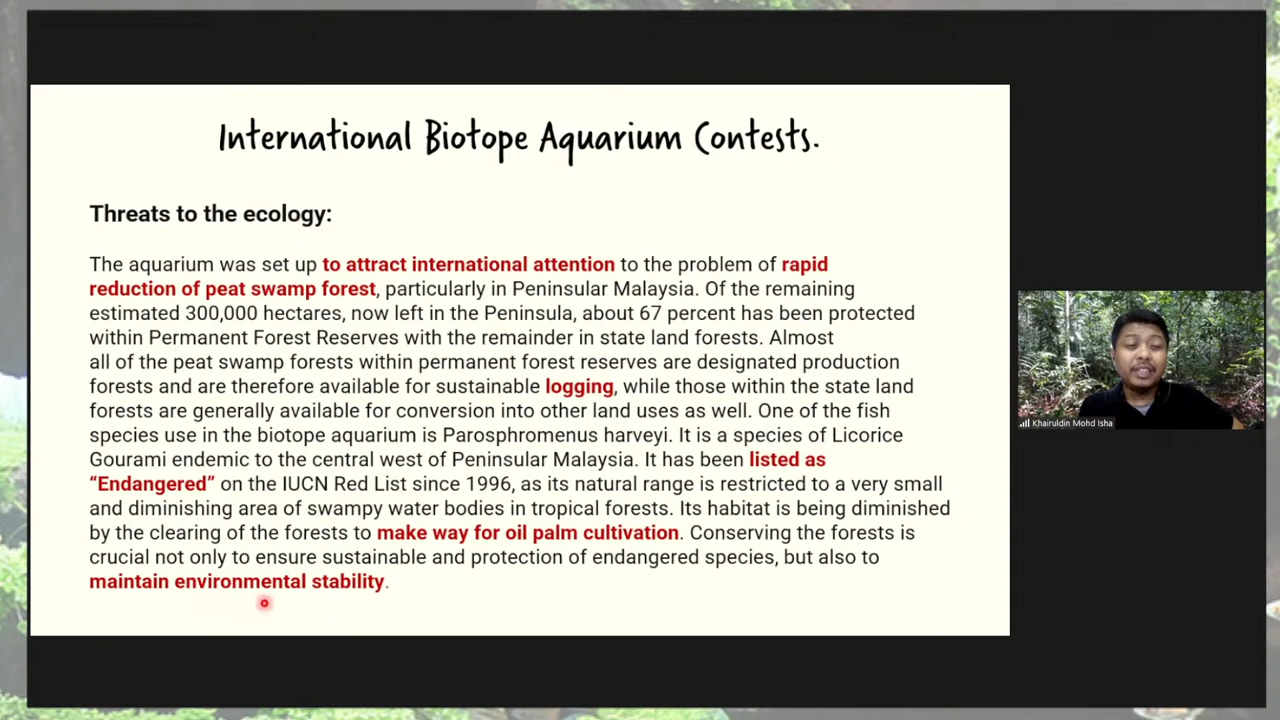 International Biotope Aquarium Contests.
Threats to the ecology:
The aquarium was set up to attract international attention to the problem of rapid
reduction of peat swamp forest, particularly in Peninsular Malaysia. Of the remaining
estimated 300,000 hectares, now left in the Peninsula, about 67 percent has been protected
within Permanent Forest Reserves with the remainder in state land forests. Almost
all of the peat swamp forests within permanent forest reserves are designated production
forests and are therefore available for sustainable logging, while those within the state land
forests are generally available for conversion into other land uses as well. One of the fish
species use in the biotope aquarium is Parosphromenus harveyi. It is a species of Licorice
Gourami endemic to the central west of Peninsular Malaysia. It has been listed as
“Endangered” on the IUCN Red List since 1996, as its natural range is restricted to a very small
and diminishing area of swampy water bodies in tropical forests. Its habitat is being diminished
by the clearing of the forests to make way for oil palm cultivation. Conserving the forests is
crucial not only to ensure sustainable and protection of endangered species, but also to
maintain environmental stability.
Khairuldin Mohd Isha